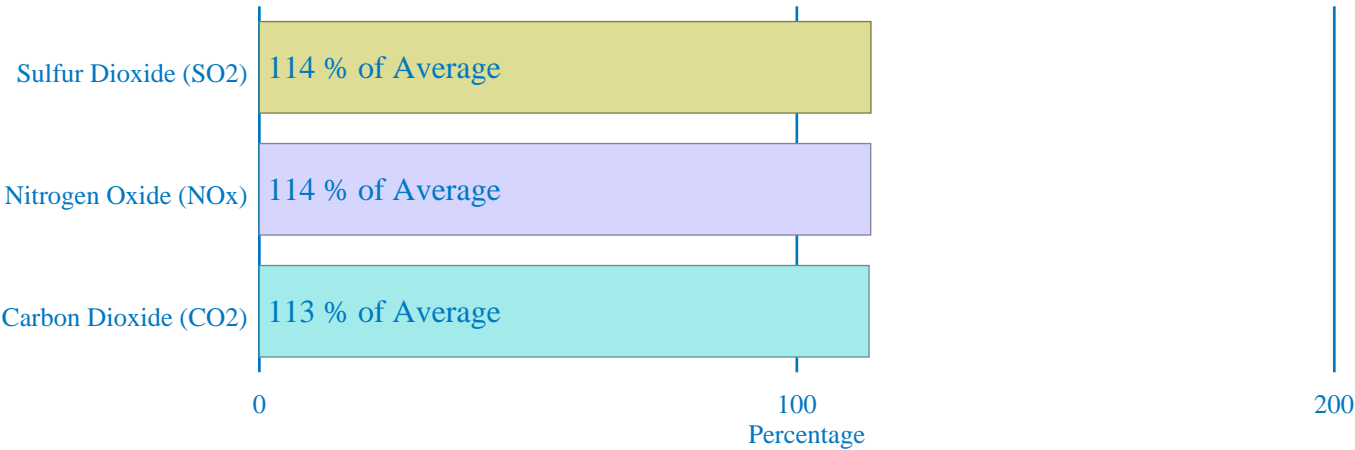 Sulfur Dioxide (SO2)
114 % of Average
Nitrogen Oxide (NOx)
114 % of Average
Carbon Dioxide (CO2)
113 % of Average
0
100
200
Percentage